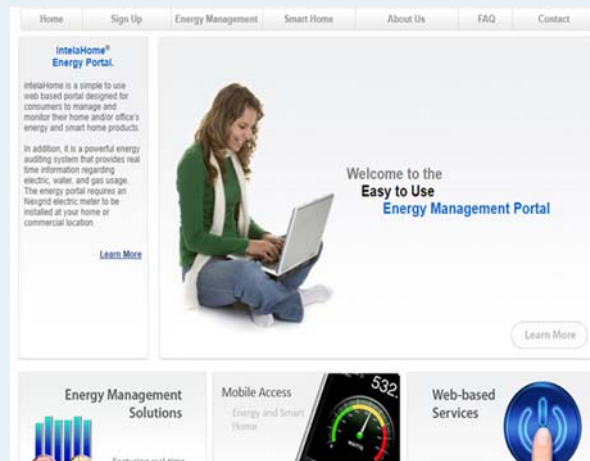 Home Sign Up Energy Management Smart Home About Us FAQ Contact
IntelaHome®
Energy Portal.
intelaHome is a simple to use
web based portal designed for
consumers to manage and
monitor their home and/or office's
energy and smart home products.
In addition, it is a powerful energy
auditing system that provides real
time information regarding
electric, water, and gas usage.
The energy portal requires an
Nexgrid electric meter to be
installed at your home or
commercial location.
Learn More
Welcome to the
Easy to Use
Energy Management Portal
Learn More
Energy Management
Solutions
Featuring real-time
Mobile Access
Energy and Smart
Home
532.
WATTS
Web-based
Services